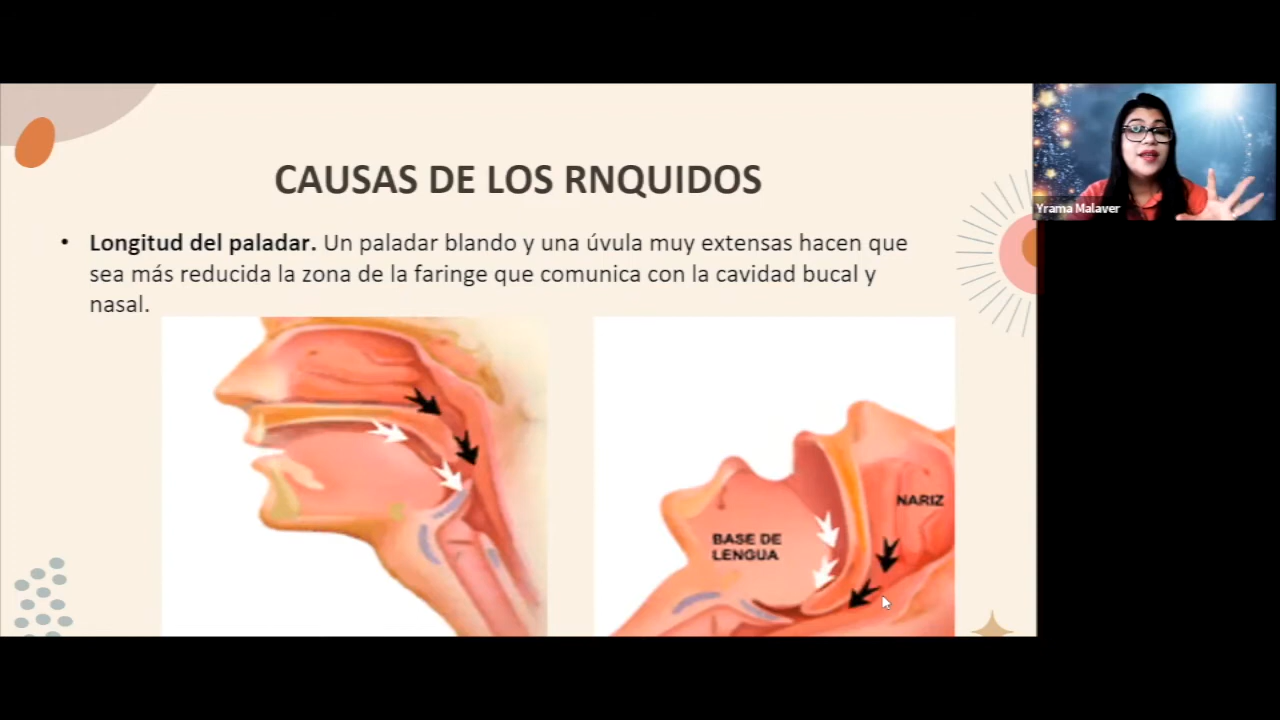 CAUSAS DE LOS RNQUIDOS
Yrama Malaver
• Longitud del paladar. Un paladar blando y una úvula muy extensas hacen que
sea más reducida la zona de la faringe que comunica con la cavidad bucal y
nasal.
NARIZ
BASE DE
LENGUA